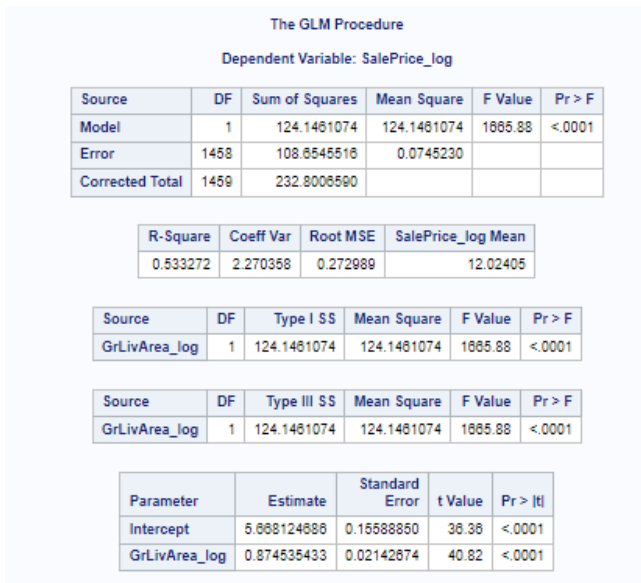 The GLM Procedure
Dependent Variable: SalePrice_log
Source DF Sum of Squares Mean Square F Value Pr > F
Model 1 124.1461074 124.1461074 1665.88 <.0001
Error 1458 108.6545516 0.0745230
Corrected Total 1459 232.8006590
R-Square Coeff Var Root MSE SalePrice_log Mean
0.533272 2.270358 0.272989 12.02405
Source DF Type I SS Mean Square F Value Pr > F
GrLivArea_log 1 124.1461074 124.1461074 1665.88 <.0001
Source DF Type III SS Mean Square F Value Pr > F
GrLivArea_log 1 124.1461074 124.1461074 1665.88 <.0001
Parameter Estimate Standard Error t Value Pr > |t|
Intercept 5.668124686 0.15588850 36.36 <.0001
GrLivArea_log 0.874535433 0.02142674 40.82 <.0001